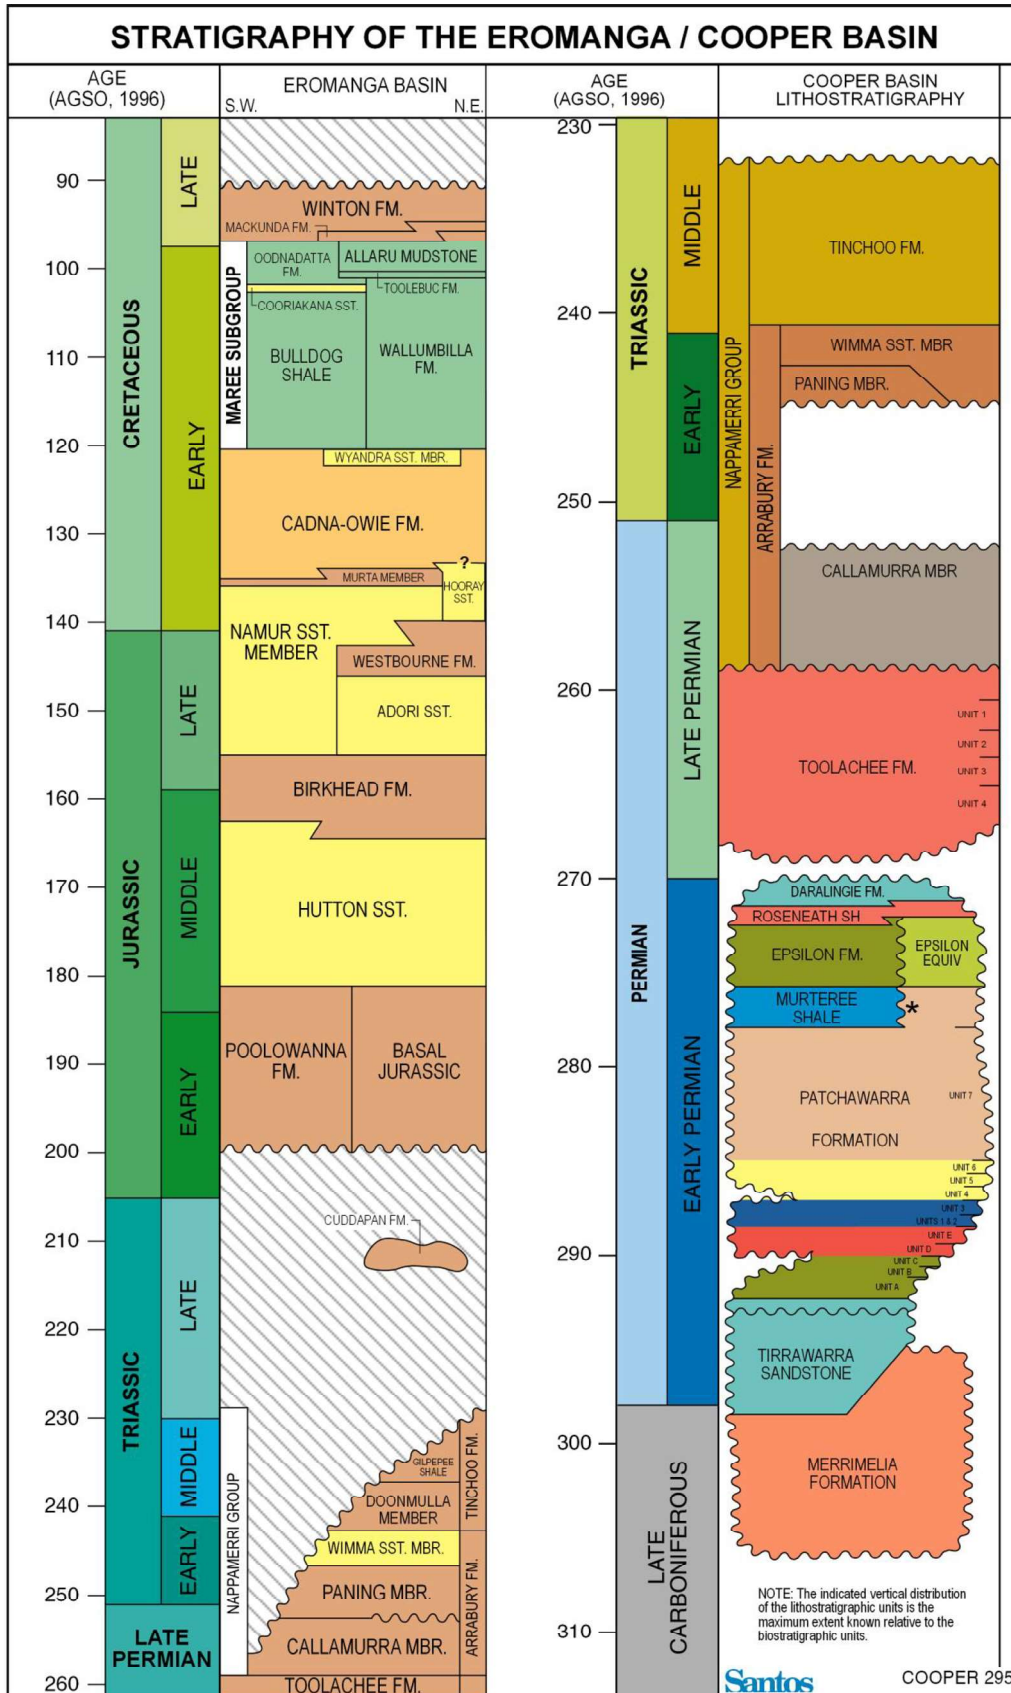 STRATIGRAPHY OF THE EROMANGA / COOPER BASIN
AGE
(AGSO, 1996)
EROMANGA BASIN
S.W.
N.E.
90
100
110
120
130
140
150
160
170
180
190
200
210
220
230
240
250
260
CRETACEOUS
LATE
EARLY
JURASSIC
LATE
MIDDLE
EARLY
TRIASSIC
LATE
MIDDLE
EARLY
LATE
PERMIAN
WINTON FM.
MACKUNDA FM.
MAREE SUBGROUP
OODNADATTA
FM.
ALLARU MUDSTONE
TOOLEBUC FM.
COORIAKANA SST.
BULLDOG
SHALE
WALLUMBILLA
FM.
WYANDRA SST. MBR.
CADNA-OWIE FM.
MURTA MEMBER
?
HOORAY
SST.
NAMUR SST.
MEMBER
WESTBOURNE FM.
ADORI SST.
BIRKHEAD FM.
HUTTON SST.
POOLOWANNA
FM.
BASAL
JURASSIC
CUDDAPAN FM.
NAPPAMERRI GROUP
GILPEPEE
SHALE
TINCHOO FM.
DOONMULLA
MEMBER
WIMMA SST. MBR.
PANING MBR.
ARRABURY FM.
CALLAMURRA MBR.
TOOLACHEE FM.
AGE
(AGSO, 1996)
COOPER BASIN
LITHOSTRATIGRAPHY
230
240
250
260
270
280
290
300
310
TRIASSIC
MIDDLE
EARLY
PERMIAN
LATE PERMIAN
EARLY PERMIAN
LATE
CARBONIFEROUS
NAPPAMERRI GROUP
TINCHOO FM.
ARRABURY FM.
WIMMA SST. MBR
PANING MBR.
CALLAMURRA MBR
TOOLACHEE FM.
UNIT 1
UNIT 2
UNIT 3
UNIT 4
DARALINGIE FM.
ROSENEATH SH
EPSILON FM.
EPSILON
EQUIV
MURTEREE
SHALE
*
PATCHAWARRA
FORMATION
UNIT 7
UNIT 6
UNIT 5
UNIT 4
UNIT 3
UNITS 1 & 2
UNIT E
UNIT D
UNIT C
UNIT B
UNIT A
TIRRAWARRA
SANDSTONE
MERRIMELIA
FORMATION
NOTE: The indicated vertical distribution
of the lithostratigraphic units is the
maximum extent known relative to the
biostratigraphic units.
Santos
COOPER 295